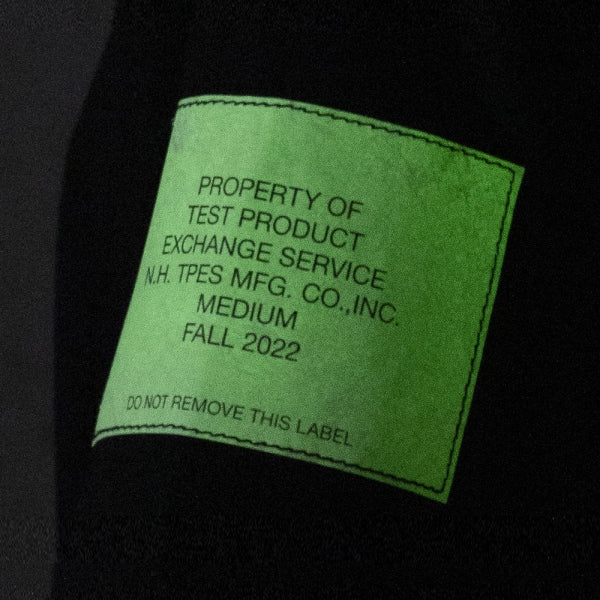 PROPERTY OF
TEST PRODUCT
EXCHANGE SERVICE
N.H. TPES MFG. CO.,INC.
MEDIUM
FALL 2022
DO NOT REMOVE THIS LABEL